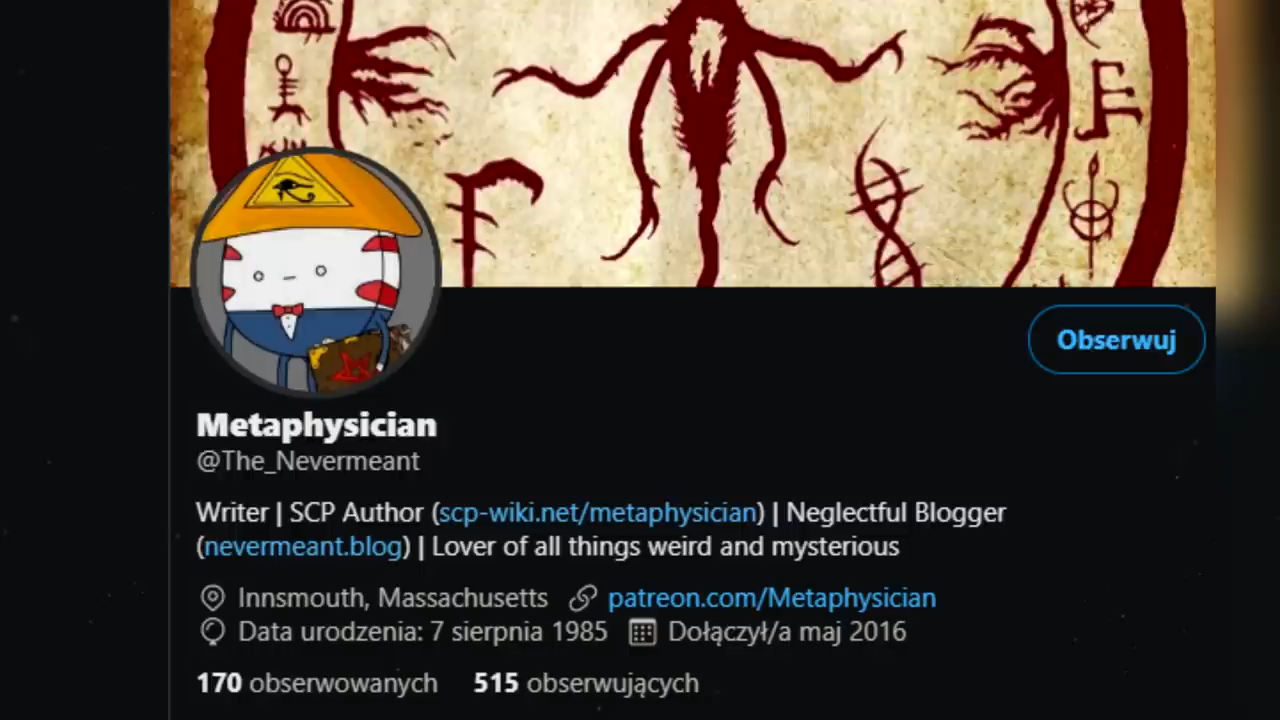 Obserwuj
Metaphysician
@The_Nevermeant
Writer | SCP Author (scp-wiki.net/metaphysician) | Neglectful Blogger
(nevermeant.blog) | Lover of all things weird and mysterious
Innsmouth, Massachusetts patreon.com/Metaphysician
Data urodzenia: 7 sierpnia 1985 Dołączył/a maj 2016
170 obserwowanych 515 obserwujących